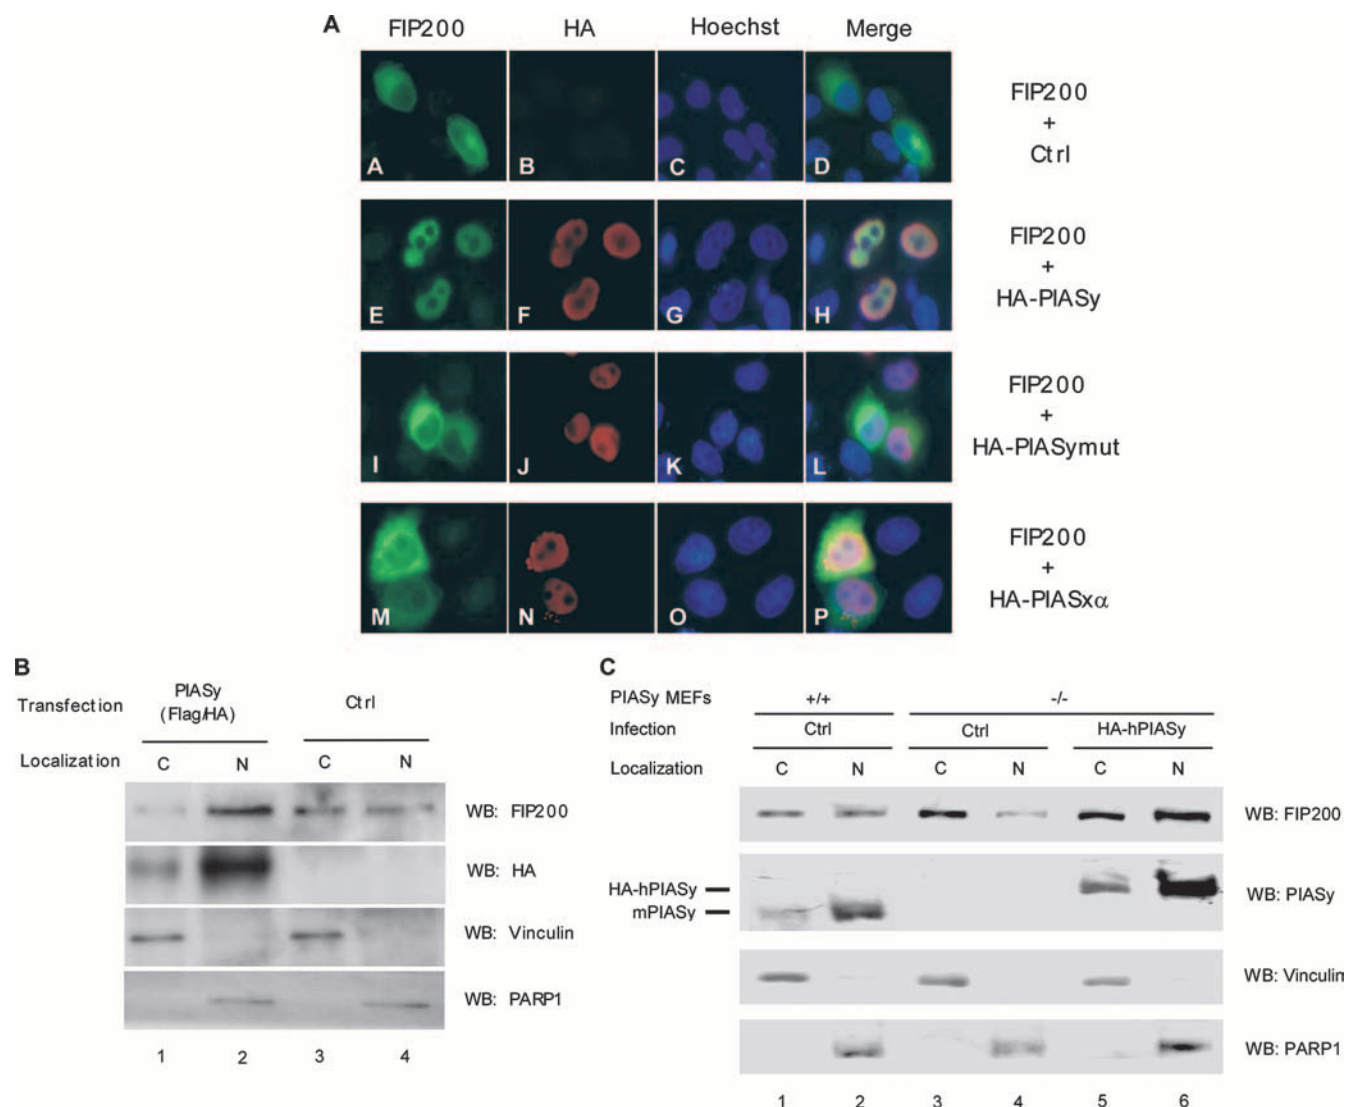 A
FIP200 HA Hoechst Merge
A B C D
FIP200
+
Ctrl
E F G H
FIP200
+
HA-PIASy
I J K L
FIP200
+
HA-PIASymut
M N O P
FIP200
+
HA-PIASxα
B
Transfection PIASy (Flag/HA) Ctrl
Localization C N C N
WB: FIP200
WB: HA
WB: Vinculin
WB: PARP1
1 2 3 4
C
PIASy MEFs +/+ -/-
Infection Ctrl Ctrl HA-hPIASy
Localization C N C N C N
WB: FIP200
HA-hPIASy
mPIASy
WB: PIASy
WB: Vinculin
WB: PARP1
1 2 3 4 5 6